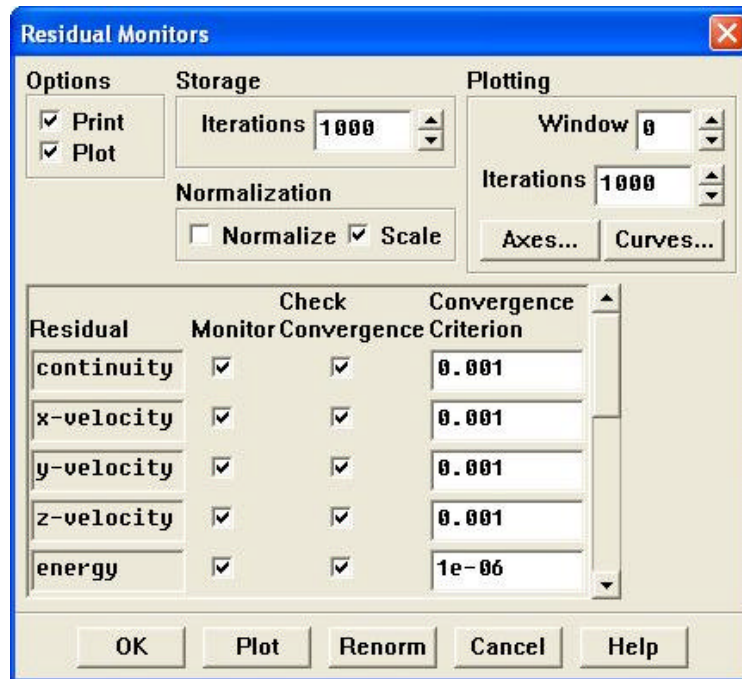 Residual Monitors
Options Storage Plotting
Print Iterations 1000 Window 0
Plot
Iterations 1000
Normalization
Normalize Scale Axes... Curves...
Check Convergence
Residual Monitor Convergence Criterion
continuity 0.001
x-velocity 0.001
y-velocity 0.001
z-velocity 0.001
energy 1e-06
OK Plot Renorm Cancel Help